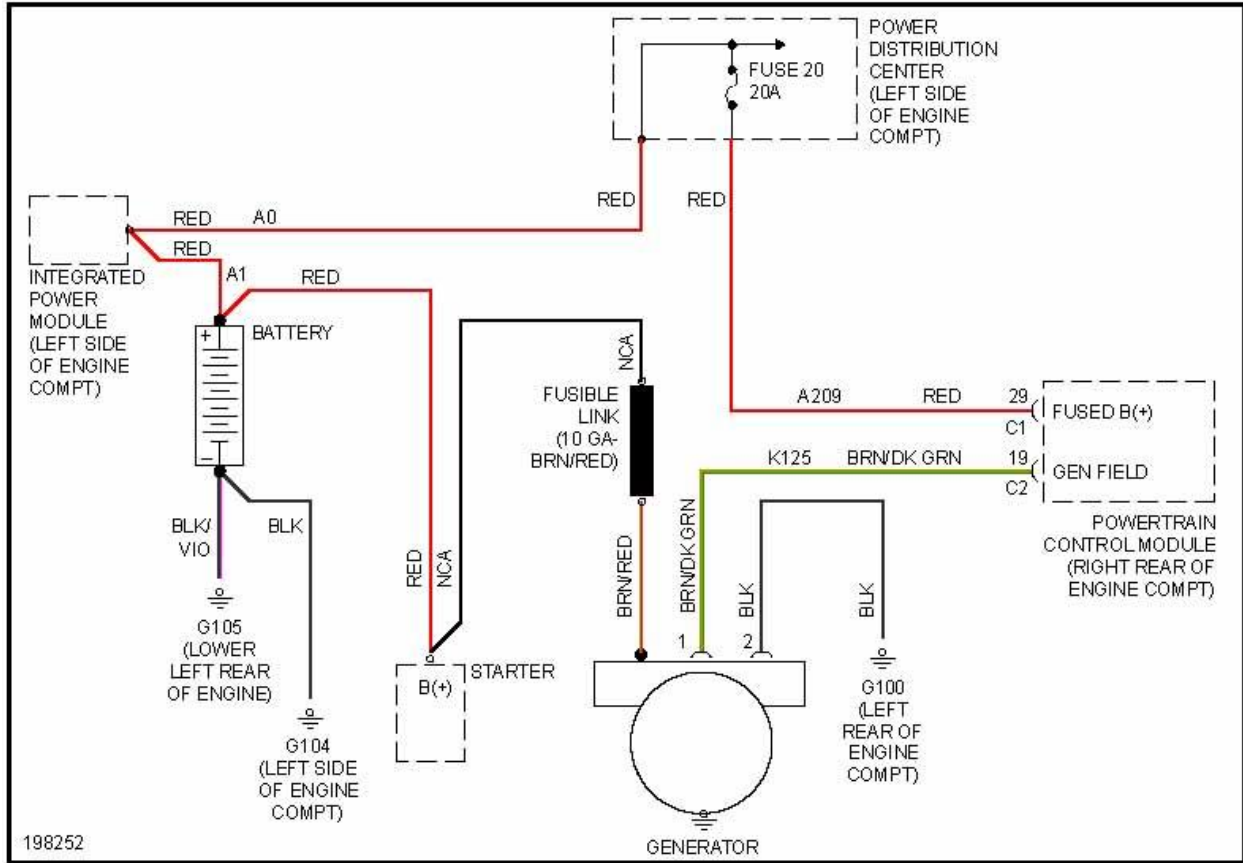 POWER
DISTRIBUTION
CENTER
(LEFT SIDE
OF ENGINE
COMPT)
FUSE 20
20A
RED
RED
RED
A0
RED
INTEGRATED
POWER
MODULE
(LEFT SIDE
OF ENGINE
COMPT)
A1
RED
+
BATTERY
−
NCA
FUSIBLE
LINK
(10 GA-
BRN/RED)
A209
RED
29
C1
FUSED B(+)
K125
BRN/DK GRN
19
C2
GEN FIELD
POWERTRAIN
CONTROL MODULE
(RIGHT REAR OF
ENGINE COMPT)
BLK/
VIO
BLK
RED
NCA
BRN/RED
BRN/DK GRN
BLK
BLK
1
2
G105
(LOWER
LEFT REAR
OF ENGINE)
B(+)
STARTER
G104
(LEFT SIDE
OF ENGINE
COMPT)
G100
(LEFT
REAR OF
ENGINE
COMPT)
GENERATOR
198252